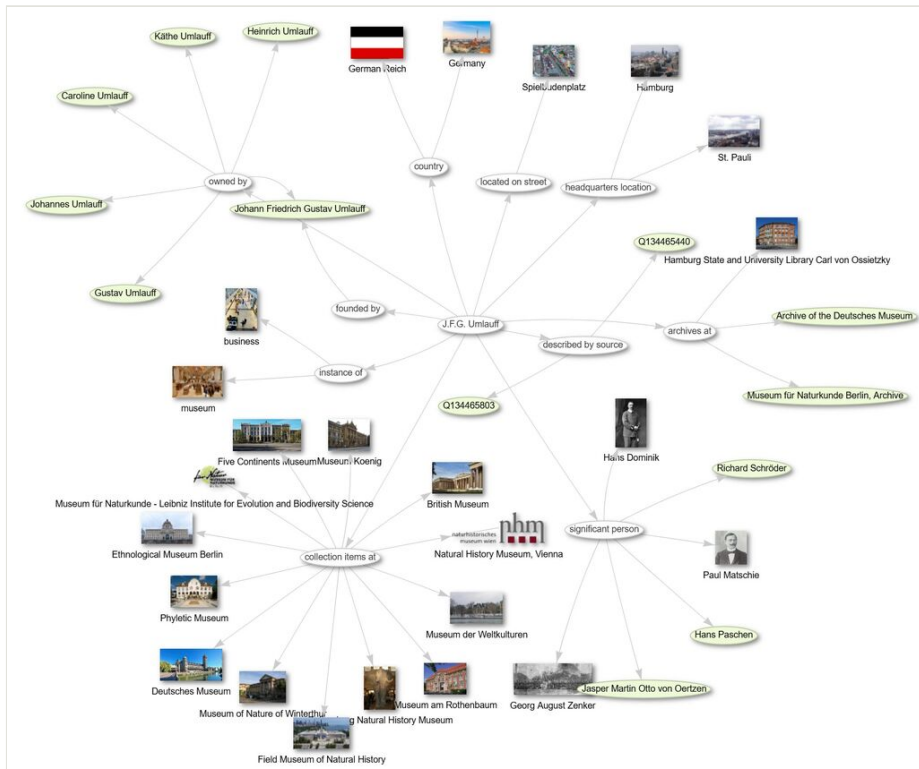 Käthe Umlauff
Heinrich Umlauff
German Reich
Germany
Caroline Umlauff
Spielbudenplatz
Hamburg
St. Pauli
country
owned by
located on street
headquarters location
Johannes Umlauff
Johann Friedrich Gustav Umlauff
Q134465440
Hamburg State and University Library Carl von Ossietzky
Gustav Umlauff
founded by
J.F.G. Umlauff
Archive of the Deutsches Museum
archives at
business
described by source
instance of
museum
Q134465803
Museum für Naturkunde Berlin, Archive
Hans Dominik
Five Continents Museum
Museum Koenig
Richard Schröder
Museum für Naturkunde - Leibniz Institute for Evolution and Biodiversity Science
British Museum
nhm
naturhistorisches
museum wien
significant person
Ethnological Museum Berlin
collection items at
Natural History Museum, Vienna
Paul Matschie
Phyletic Museum
Museum der Weltkulturen
Hans Paschen
Deutsches Museum
Museum of Nature of Winterthu
Natural History Museum
Museum am Rothenbaum
Georg August Zenker
Jasper Martin Otto von Oertzen
Field Museum of Natural History